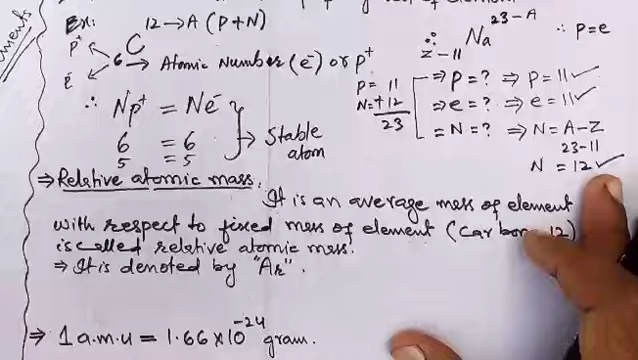 Ex: 12→A (P+N)
P+
6 C → Atomic Number (e-) or p+
e-
∴ Np+ = Ne-
6 = 6
5 = 5
→ Stable atom
∴ Na 23-A ∴ P=e
Z-11
P = 11
N = +12
23
⇒ P = ? ⇒ P = 11 ✓
⇒ e = ? ⇒ e = 11 ✓
= N = ? ⇒ N = A-Z
23-11
N = 12 ✓
⇒ Relative atomic mass.
It is an average mess of element
with respect to fixed mess of element (Carbon 12)
is called relative atomic mess.
⇒ It is denoted by "Ar".
⇒ 1 a.m.u = 1.66 x 10^-24 gram.